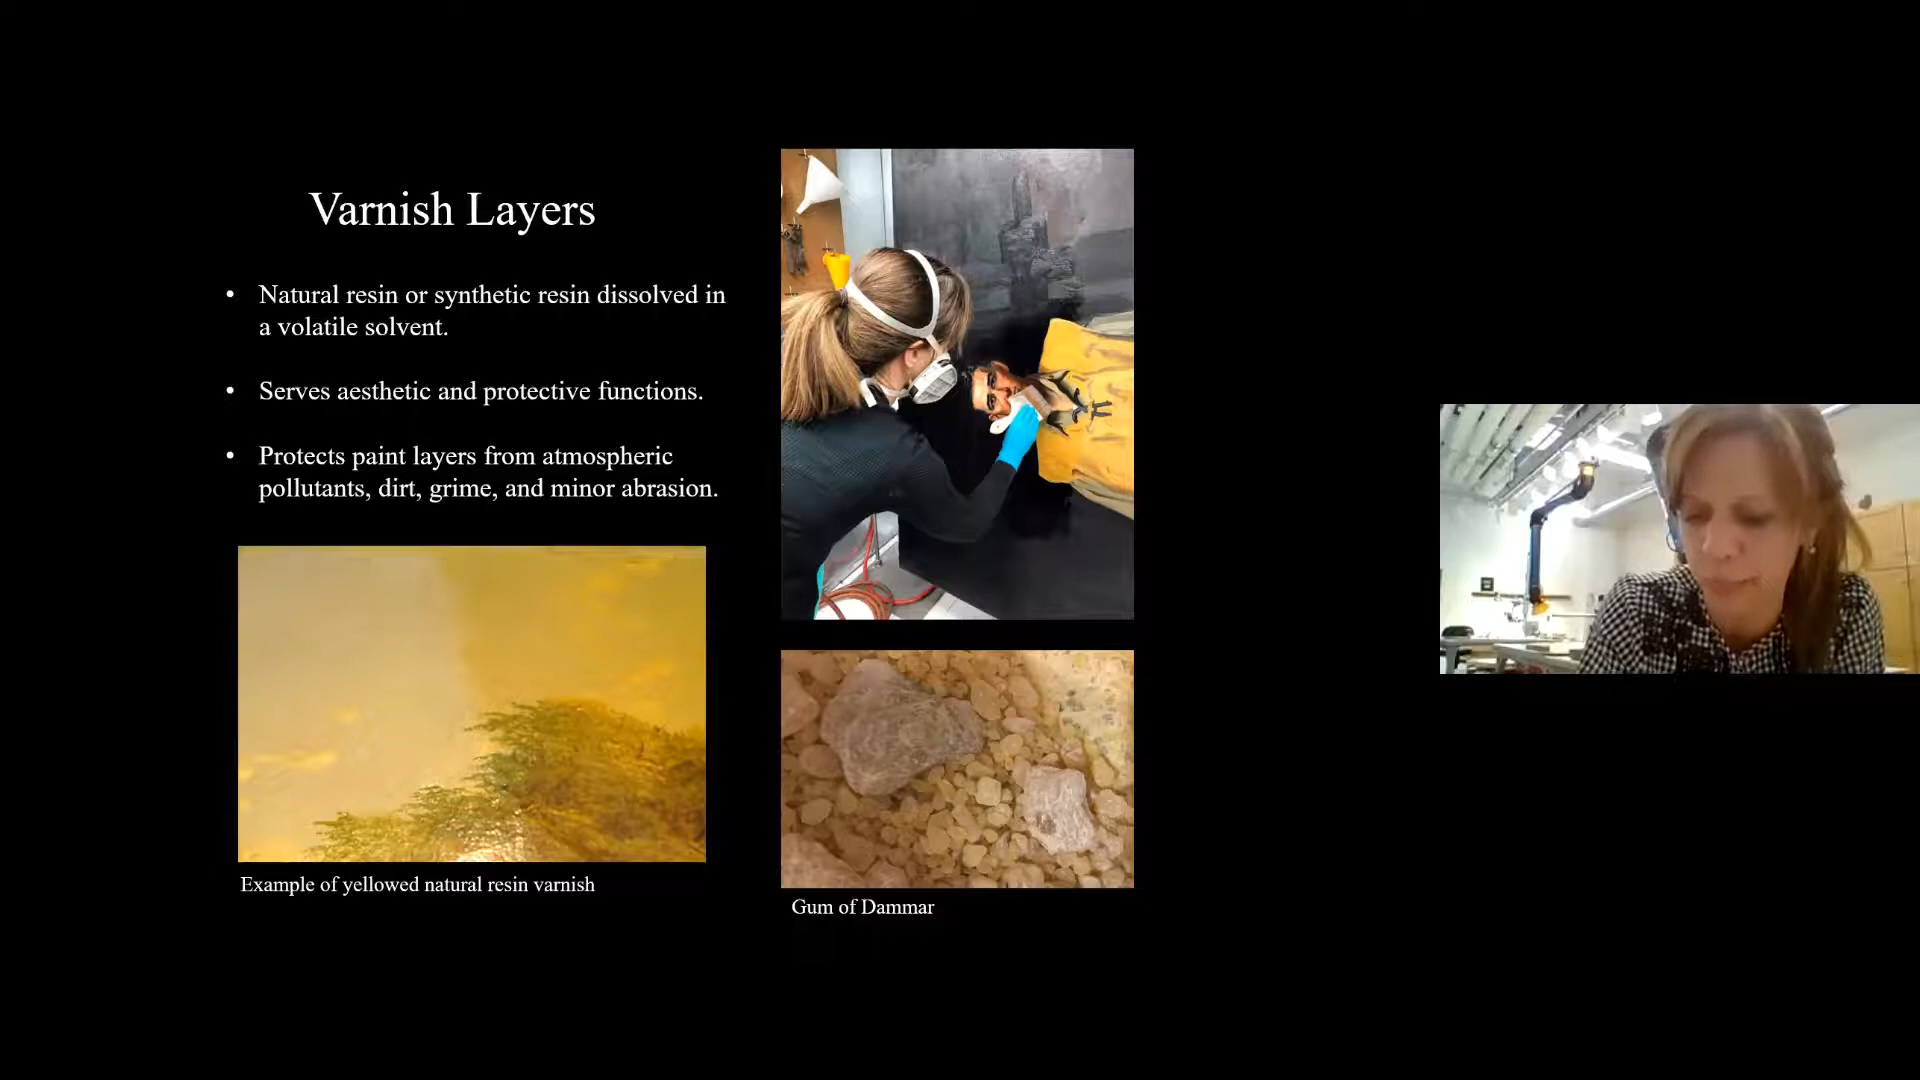 Varnish Layers
• Natural resin or synthetic resin dissolved in
a volatile solvent.
• Serves aesthetic and protective functions.
• Protects paint layers from atmospheric
pollutants, dirt, grime, and minor abrasion.
Example of yellowed natural resin varnish
Gum of Dammar